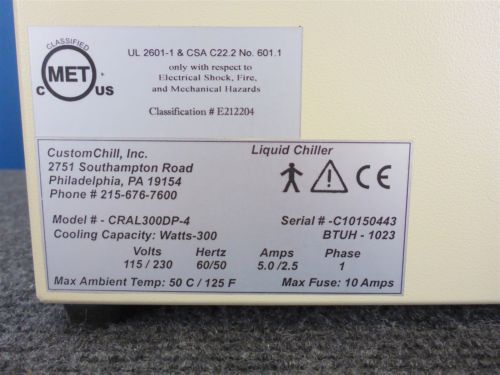 CLASSIFIED
C MET US
UL 2601-1 & CSA C22.2 No. 601.1
only with respect to
Electrical Shock, Fire,
and Mechanical Hazards
Classification # E212204
CustomChill, Inc.
2751 Southampton Road
Philadelphia, PA 19154
Phone # 215-676-7600
Liquid Chiller
CE
Model # - CRAL300DP-4
Serial # -C10150443
Cooling Capacity: Watts-300
BTUH - 1023
Volts Hertz Amps Phase
115 / 230 60/50 5.0 /2.5 1
Max Ambient Temp: 50 C / 125 F
Max Fuse: 10 Amps